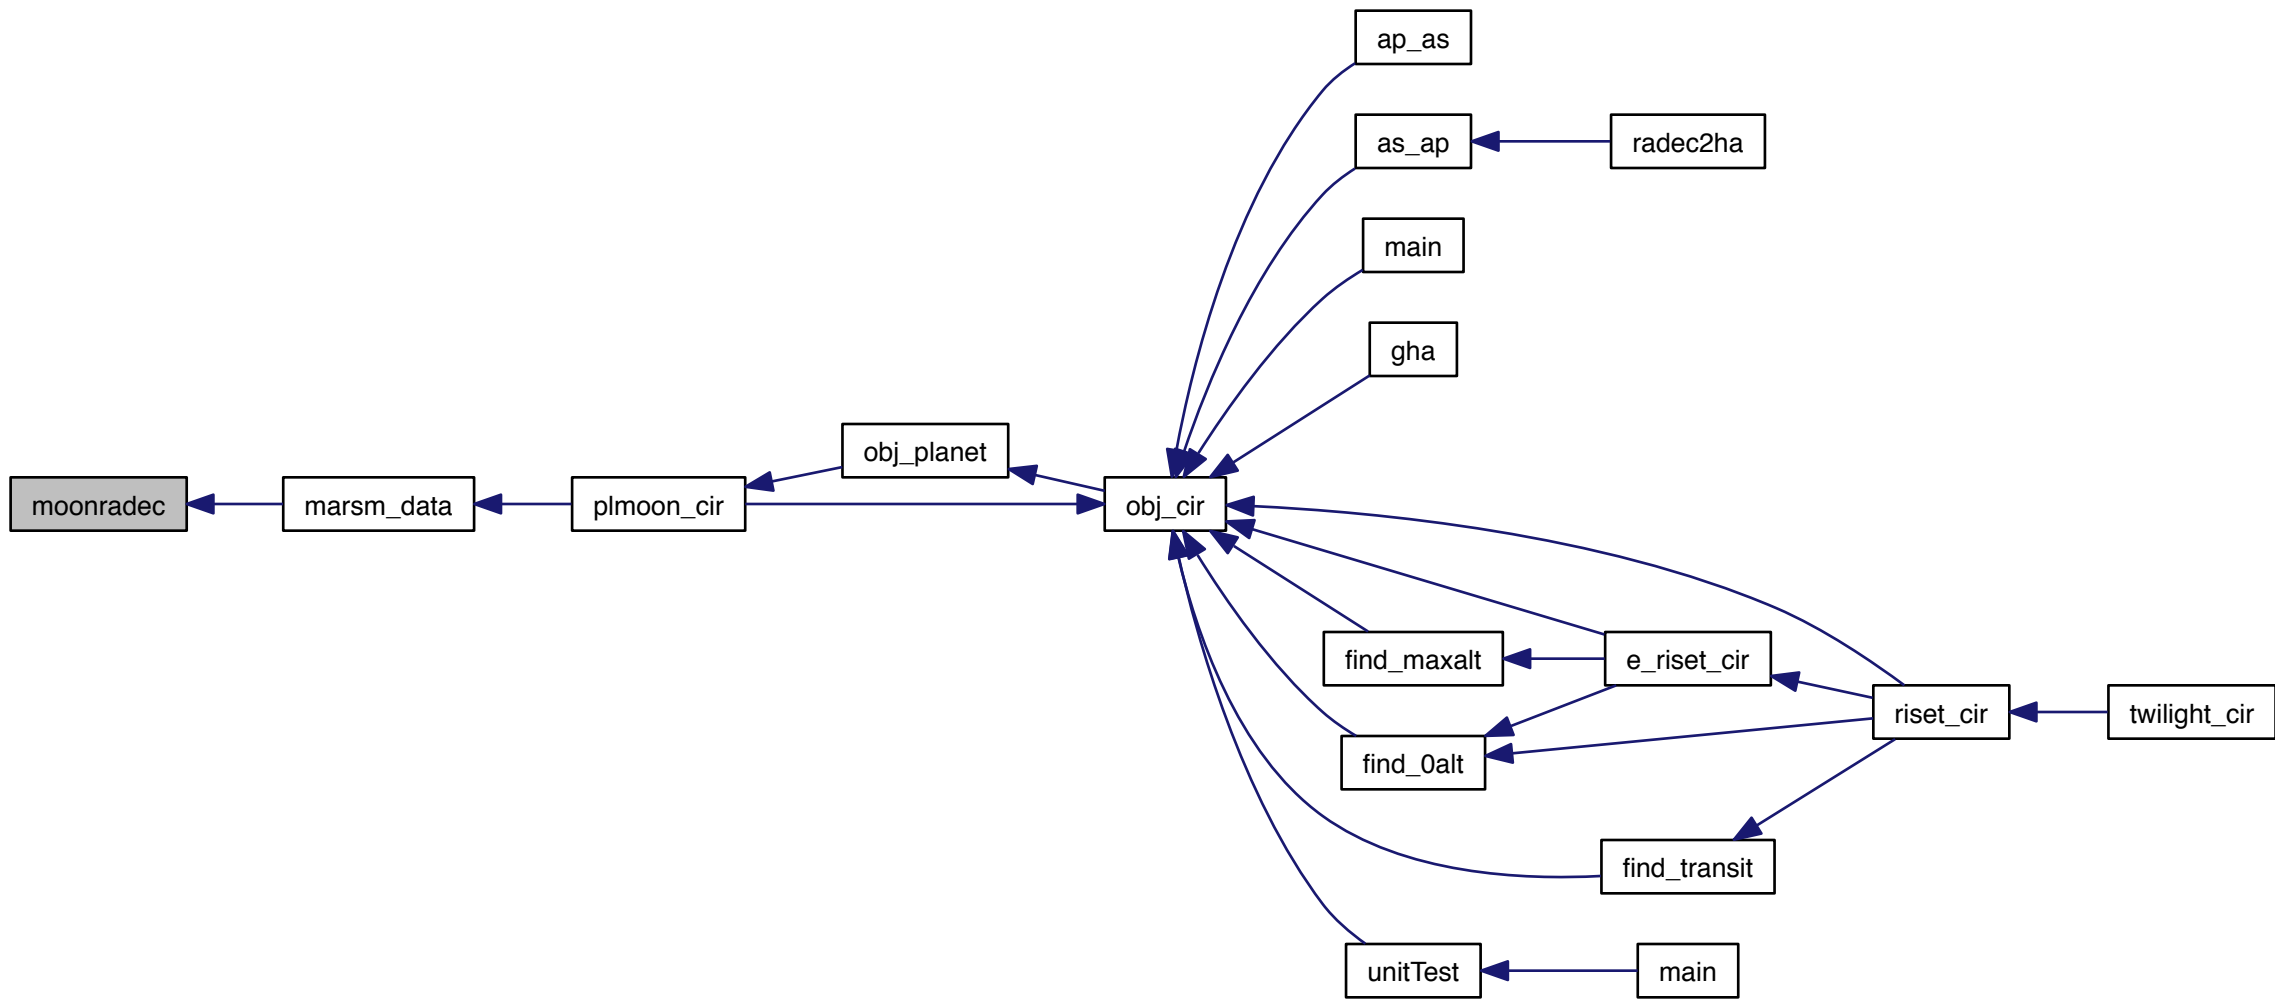 ap_as
as_ap
radec2ha
main
gha
obj_planet
moonradec
marsm_data
plmoon_cir
obj_cir
find_maxalt
e_riset_cir
riset_cir
twilight_cir
find_0alt
find_transit
unitTest
main